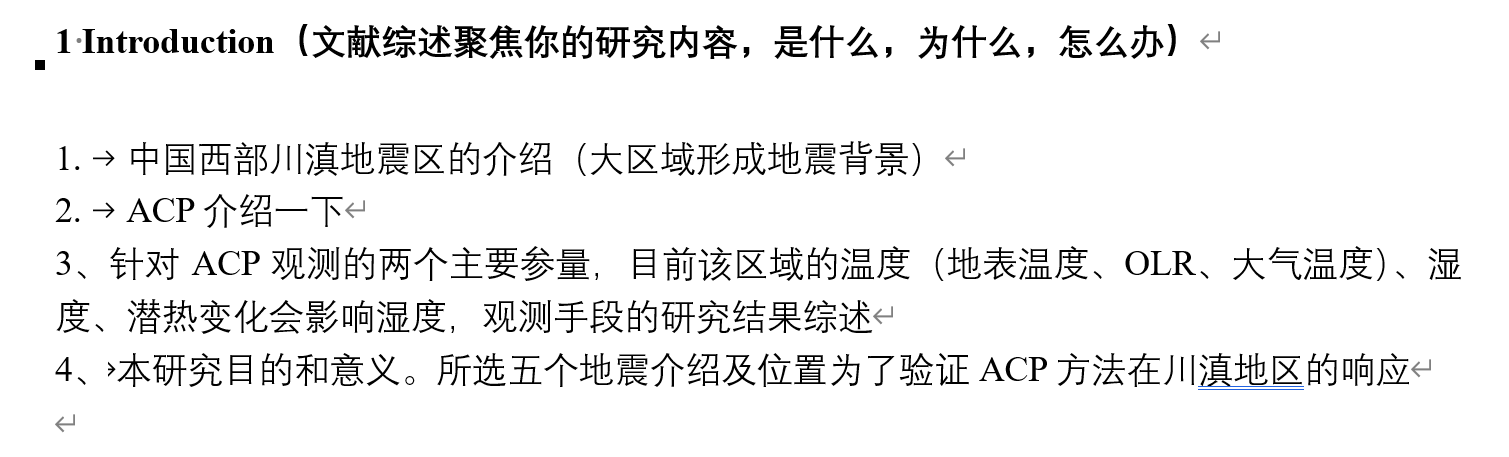 1 Introduction（文献综述聚焦你的研究内容，是什么，为什么，怎么办）
1. → 中国西部川滇地震区的介绍（大区域形成地震背景）
2. → ACP 介绍一下
3、针对 ACP 观测的两个主要参量，目前该区域的温度（地表温度、OLR、大气温度）、湿
度、潜热变化会影响湿度，观测手段的研究结果综述
4、→本研究目的和意义。所选五个地震介绍及位置为了验证 ACP 方法在川滇地区的响应